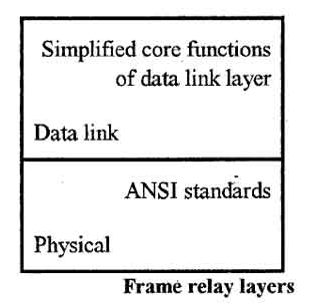 Simplified core functions
of data link layer
Data link
ANSI standards
Physical
Frame relay layers